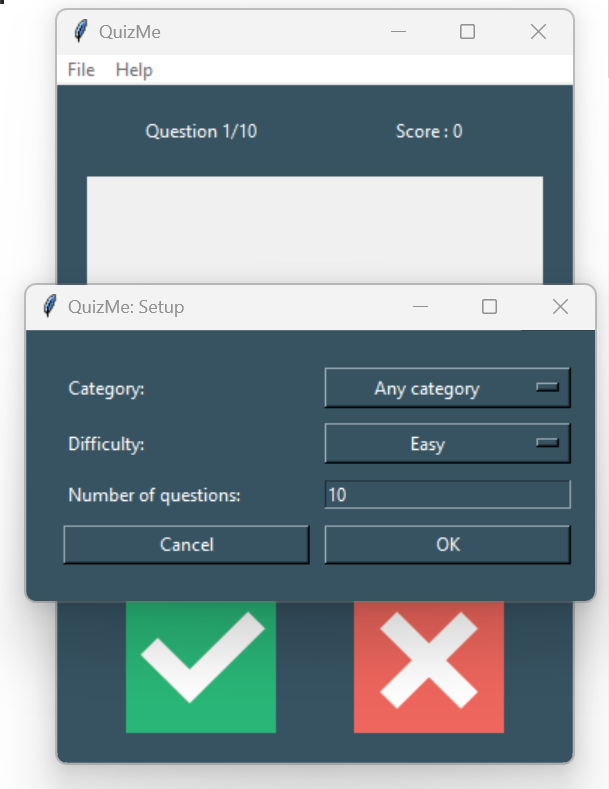 QuizMe
File Help
Question 1/10 Score : 0
QuizMe: Setup
Category: Any category
Difficulty: Easy
Number of questions: 10
Cancel OK